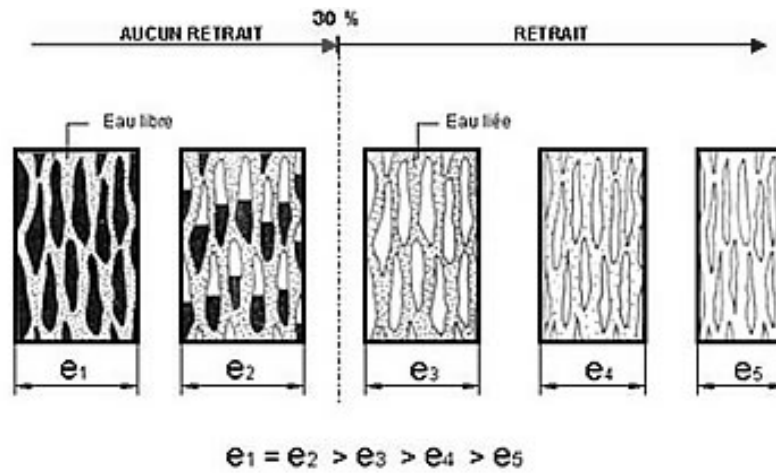 30 %
AUCUN RETRAIT
RETRAIT
Eau libre
Eau liée
e1
e2
e3
e4
e5
e1 = e2 > e3 > e4 > e5